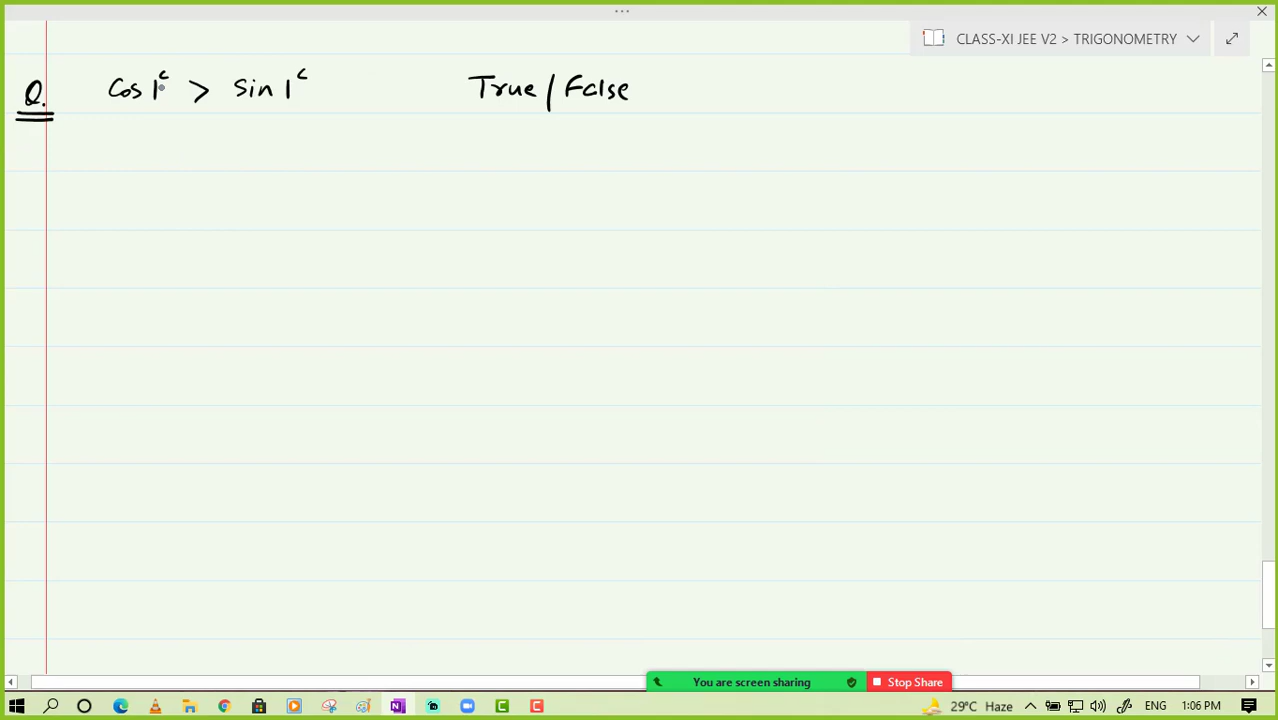 CLASS-XI JEE V2 > TRIGONOMETRY
Q. Cos 1ᶜ > Sin 1ᶜ True / False
You are screen sharing Stop Share
29°C Haze ENG 1:06 PM